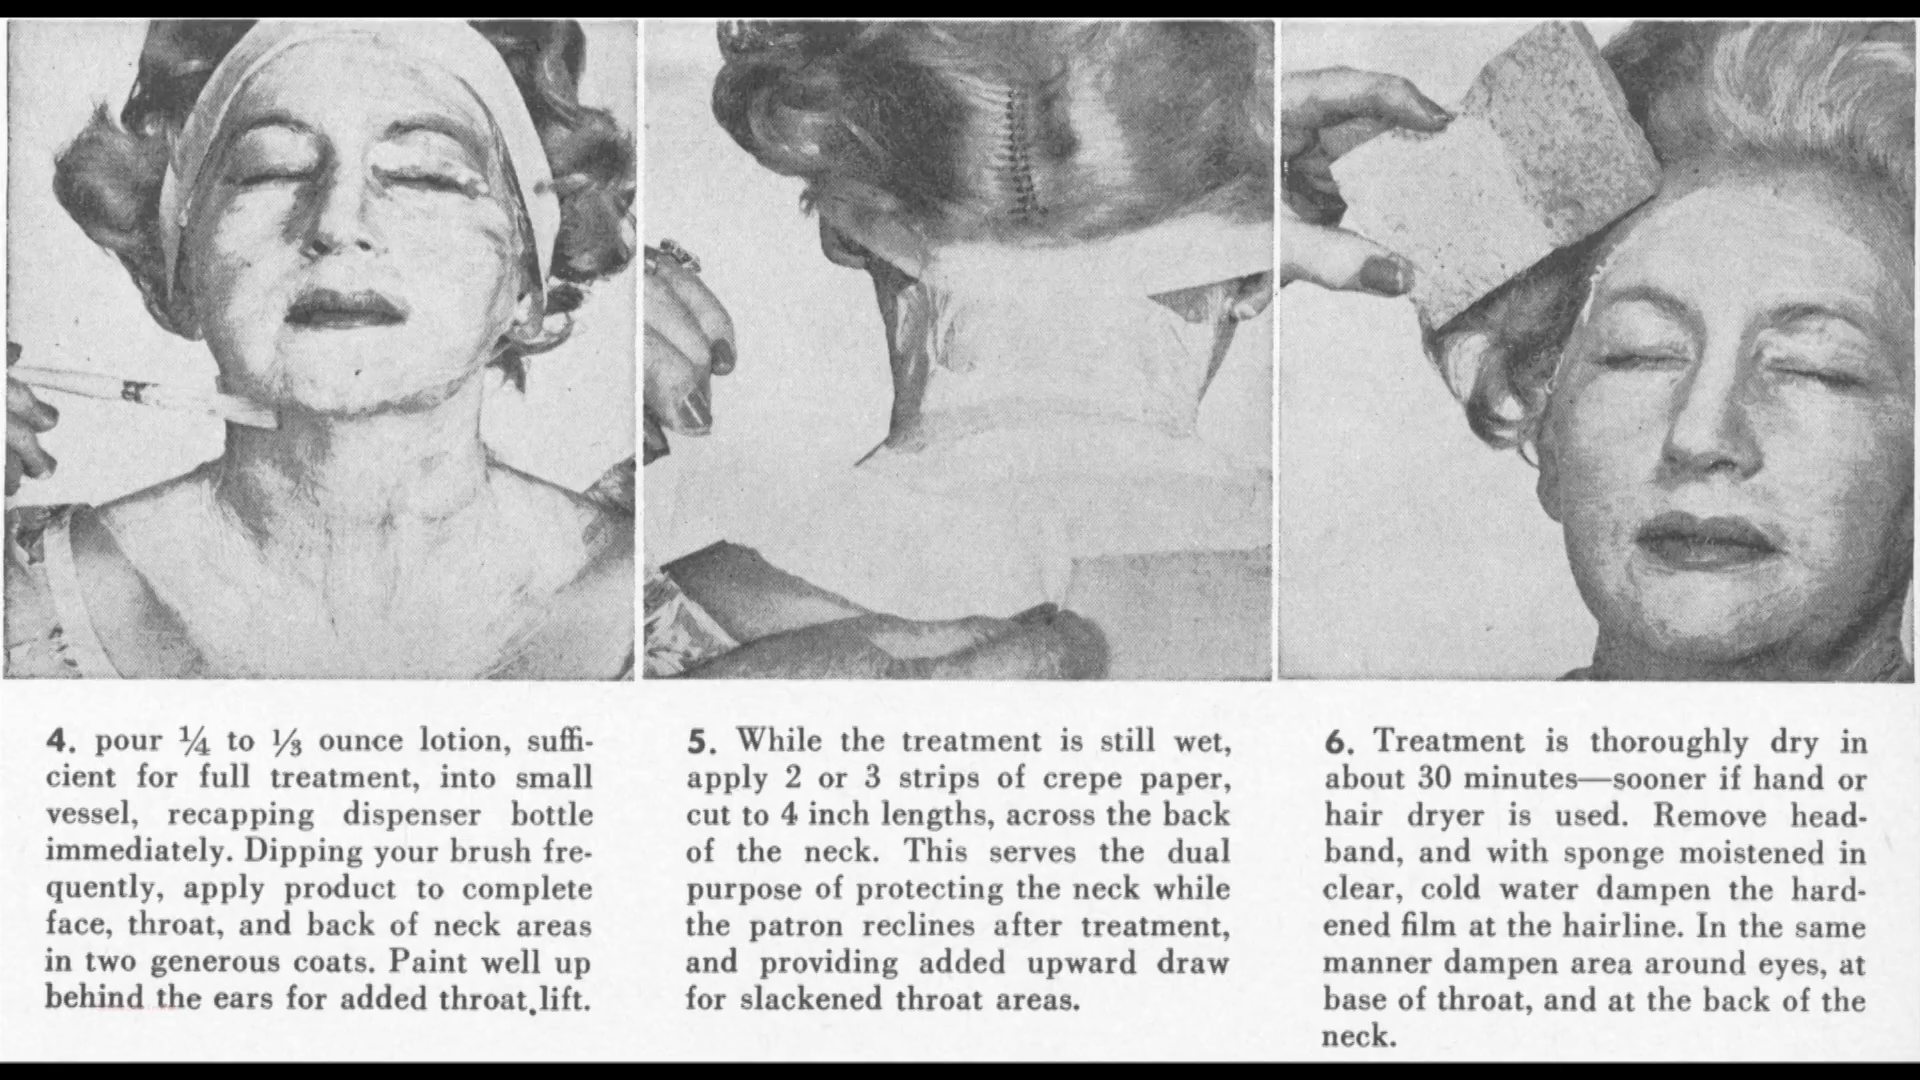 4. pour ¼ to ⅓ ounce lotion, suffi-
cient for full treatment, into small
vessel, recapping dispenser bottle
immediately. Dipping your brush fre-
quently, apply product to complete
face, throat, and back of neck areas
in two generous coats. Paint well up
behind the ears for added throat lift.
5. While the treatment is still wet,
apply 2 or 3 strips of crepe paper,
cut to 4 inch lengths, across the back
of the neck. This serves the dual
purpose of protecting the neck while
the patron reclines after treatment,
and providing added upward draw
for slackened throat areas.
6. Treatment is thoroughly dry in
about 30 minutes—sooner if hand or
hair dryer is used. Remove head-
band, and with sponge moistened in
clear, cold water dampen the hard-
ened film at the hairline. In the same
manner dampen area around eyes, at
base of throat, and at the back of the
neck.